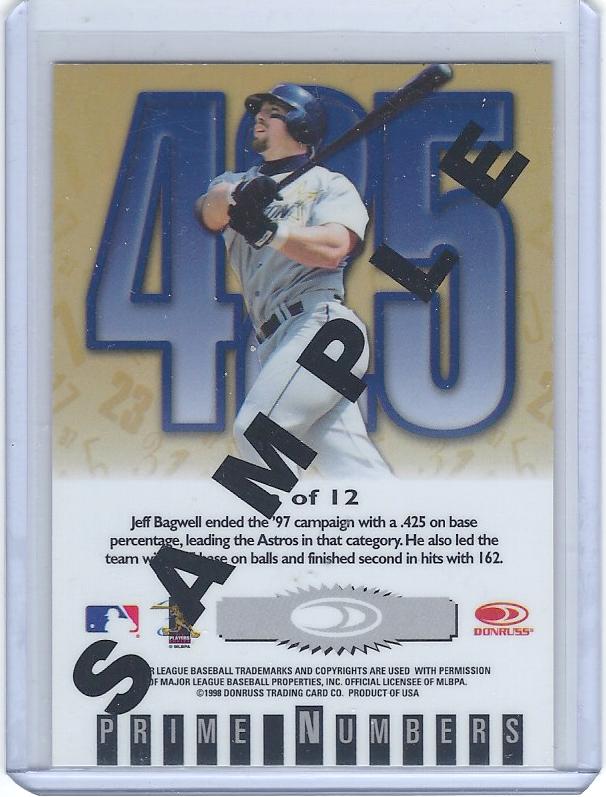 425
SAMPLE
of 12
Jeff Bagwell ended the '97 campaign with a .425 on base
percentage, leading the Astros in that category. He also led the
team base on balls and finished second in hits with 162.
PLAYERS
© MLBPA
DONRUSS®
LEAGUE BASEBALL TRADEMARKS AND COPYRIGHTS ARE USED WITH PERMISSION
OF MAJOR LEAGUE BASEBALL PROPERTIES, INC. OFFICIAL LICENSEE OF MLBPA.
©1998 DONRUSS TRADING CARD CO. PRODUCT OF USA
PRIME NUMBERS